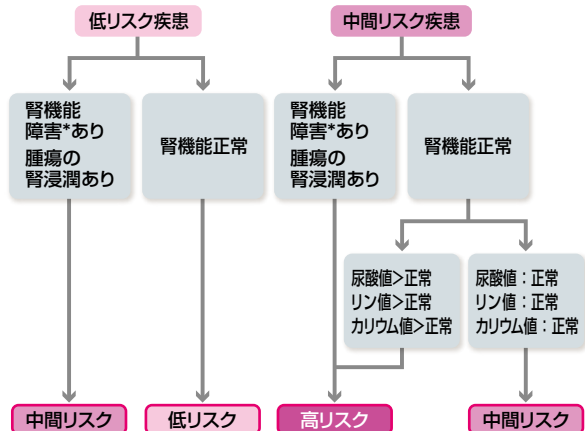 低リスク疾患
中間リスク疾患
腎機能
障害*あり
腫瘍の
腎浸潤あり
腎機能正常
腎機能
障害*あり
腫瘍の
腎浸潤あり
腎機能正常
尿酸値>正常
リン値>正常
カリウム値>正常
尿酸値：正常
リン値：正常
カリウム値：正常
中間リスク
低リスク
高リスク
中間リスク